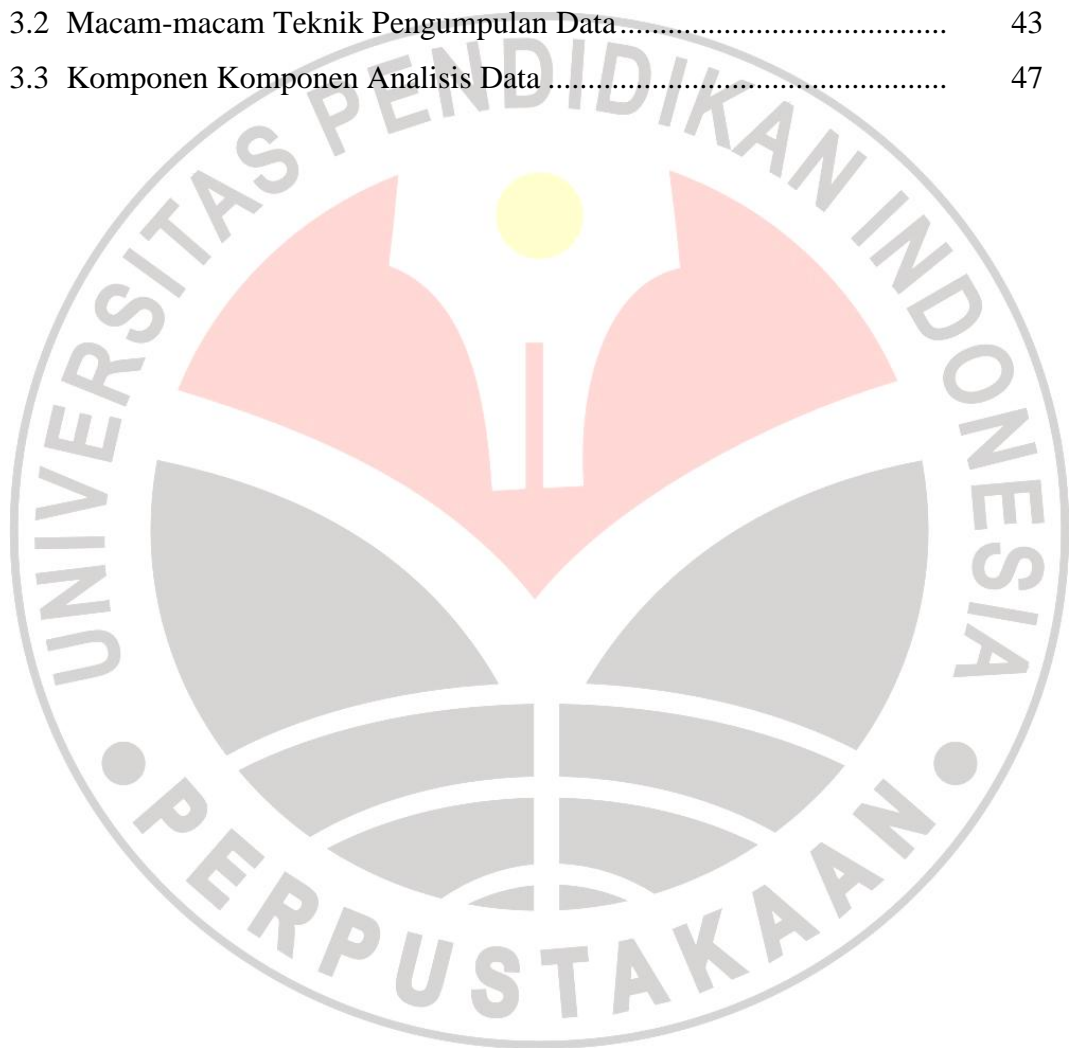 3.2 Macam-macam Teknik Pengumpulan Data....................................... 43
3.3 Komponen Komponen Analisis Data ............................................... 47
UNIVERSITAS PENDIDIKAN INDONESIA
PERPUSTAKAAN